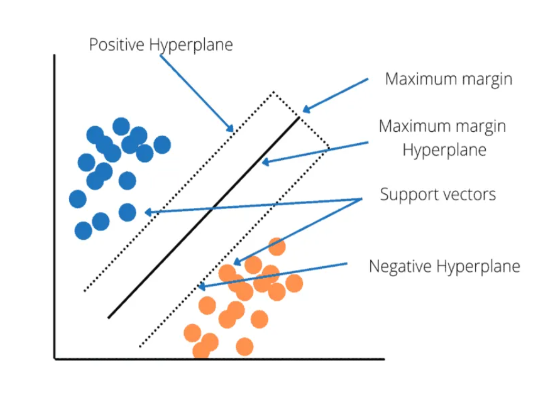 Positive Hyperplane
Maximum margin
Maximum margin
Hyperplane
Support vectors
Negative Hyperplane